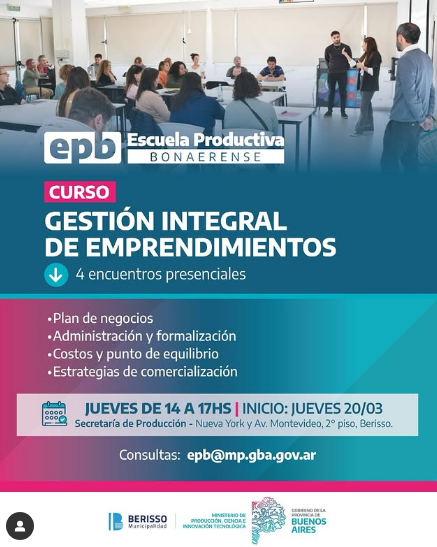 epb Escuela Productiva
BONAERENSE
CURSO
GESTIÓN INTEGRAL
DE EMPRENDIMIENTOS
4 encuentros presenciales
•Plan de negocios
•Administración y formalización
•Costos y punto de equilibrio
•Estrategias de comercialización
JUEVES DE 14 A 17HS | INICIO: JUEVES 20/03
Secretaría de Producción - Nueva York y Av. Montevideo, 2° piso, Berisso.
Consultas: epb@mp.gba.gov.ar
BERISSO
Municipalidad
MINISTERIO DE
PRODUCCIÓN, CIENCIA E
INNOVACIÓN TECNOLÓGICA
GOBIERNO DE LA
PROVINCIA DE
BUENOS
AIRES